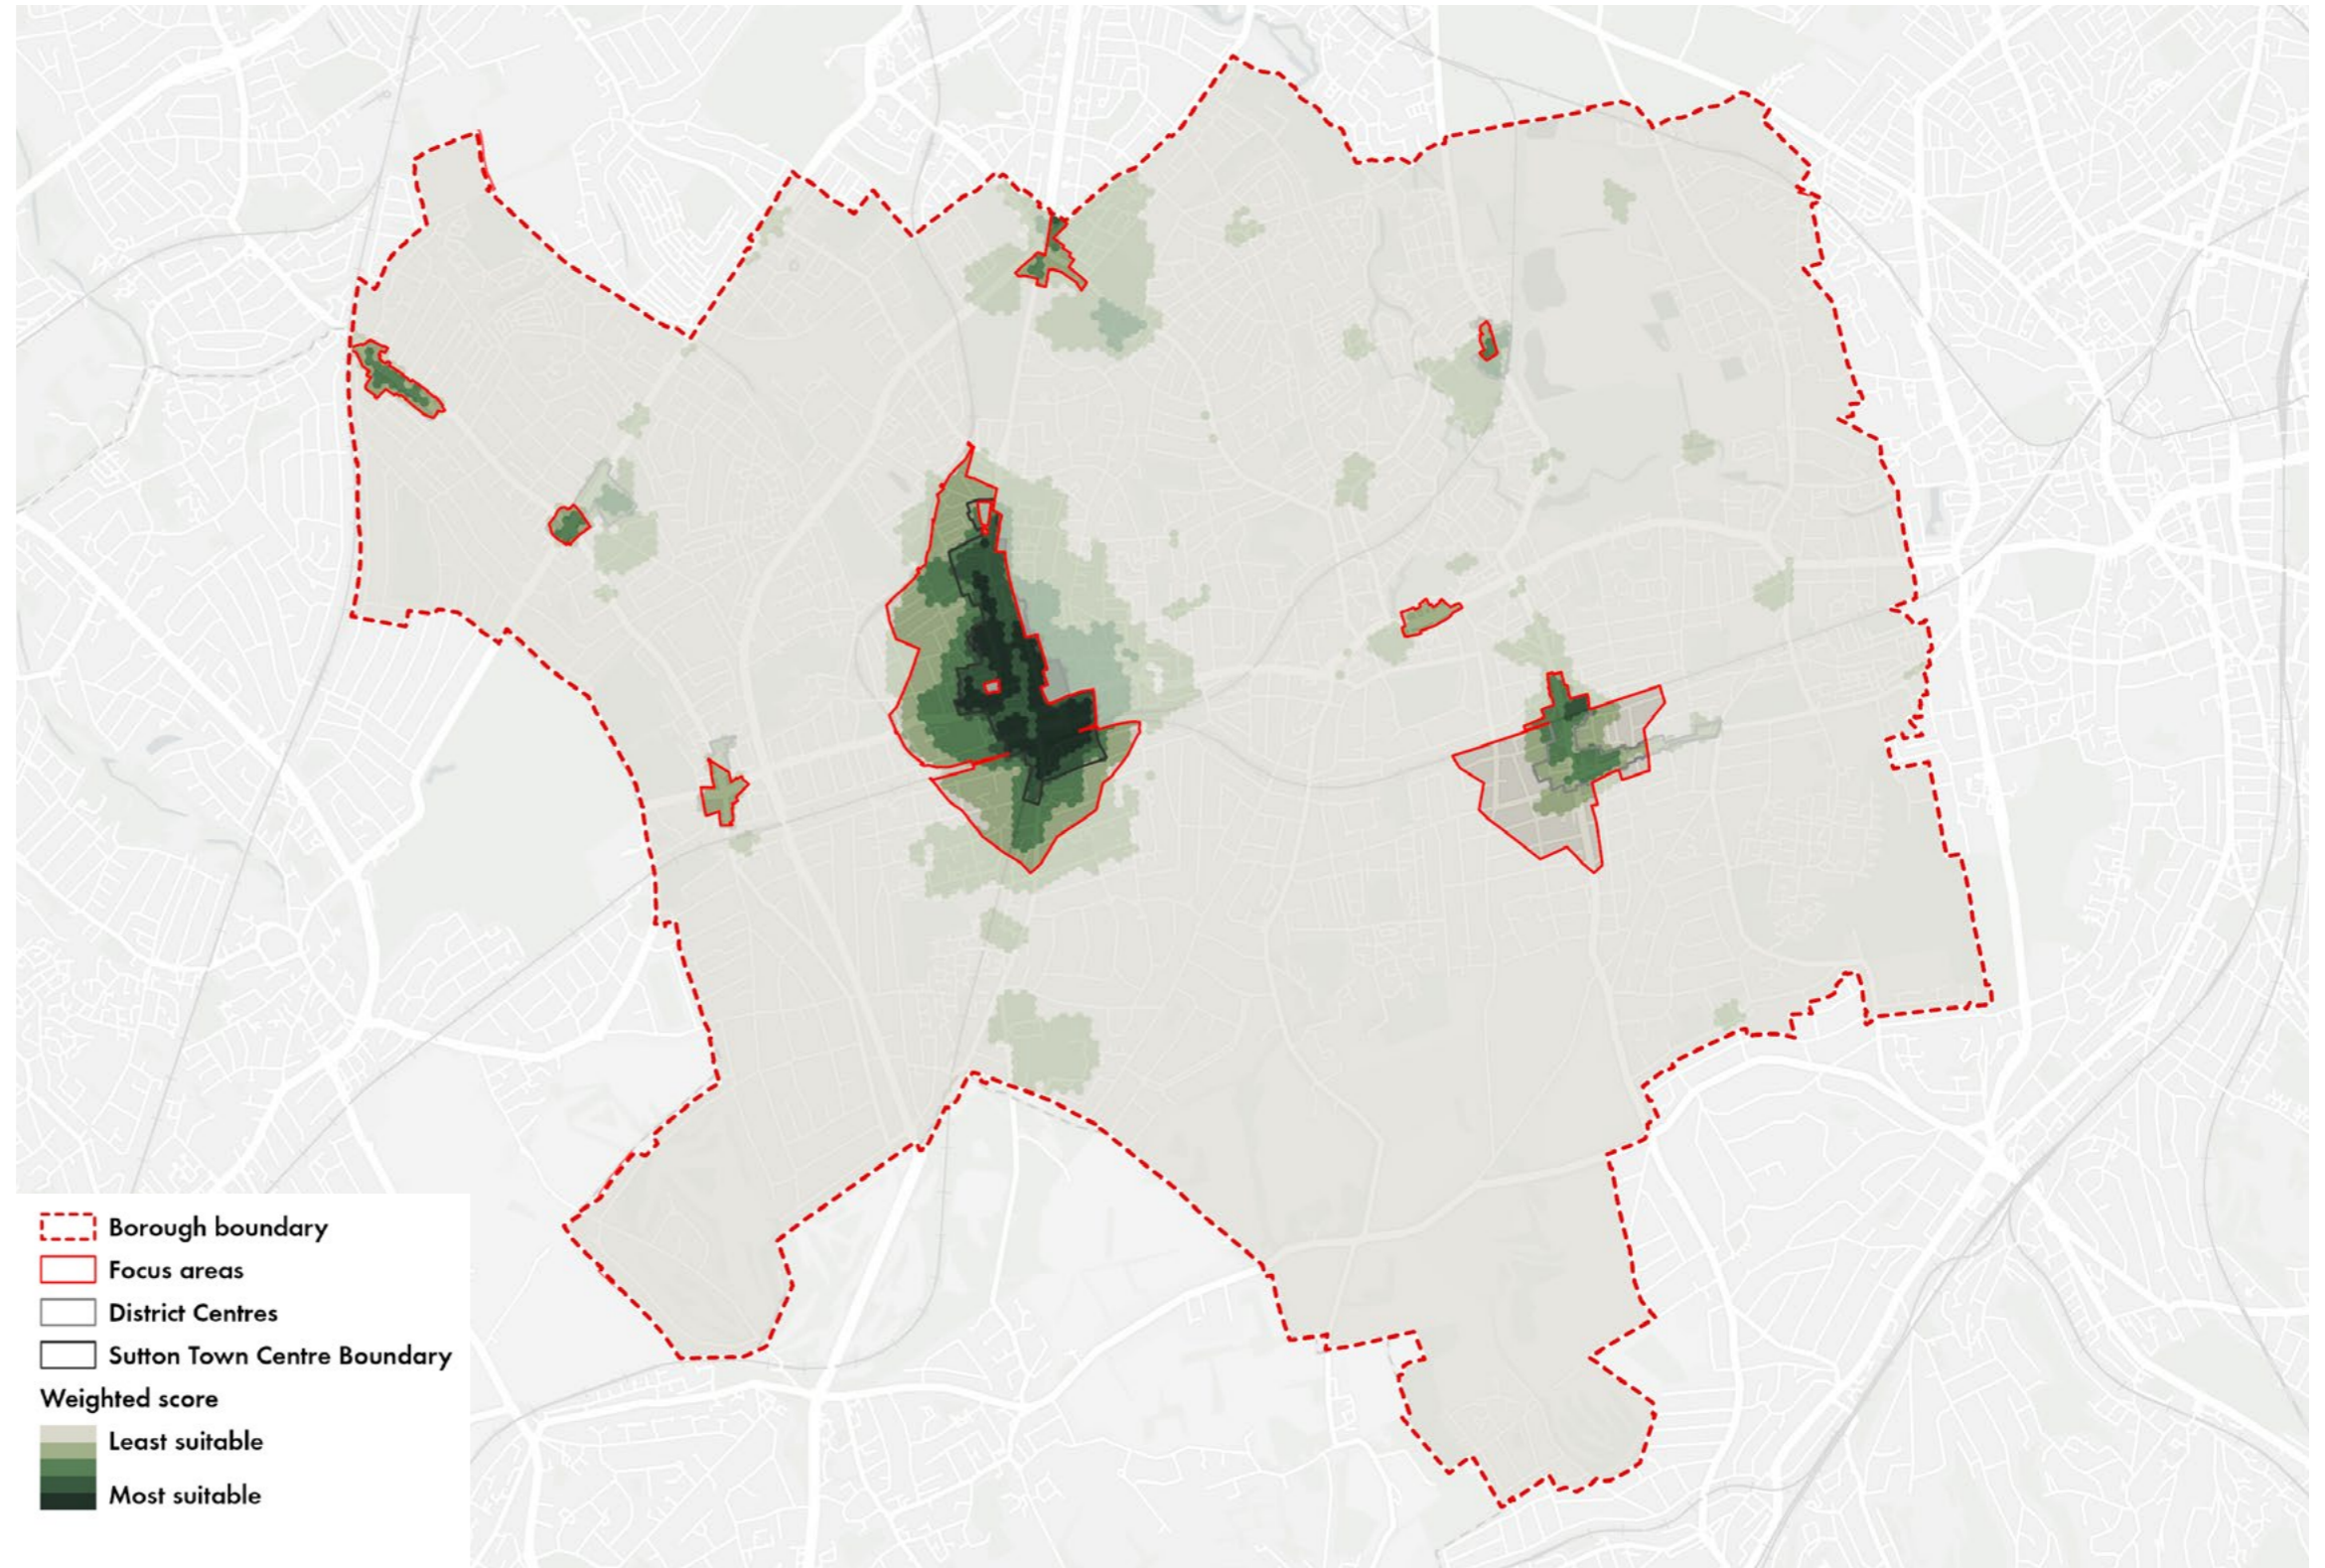 Borough boundary
Focus areas
District Centres
Sutton Town Centre Boundary
Weighted score
Least suitable
Most suitable